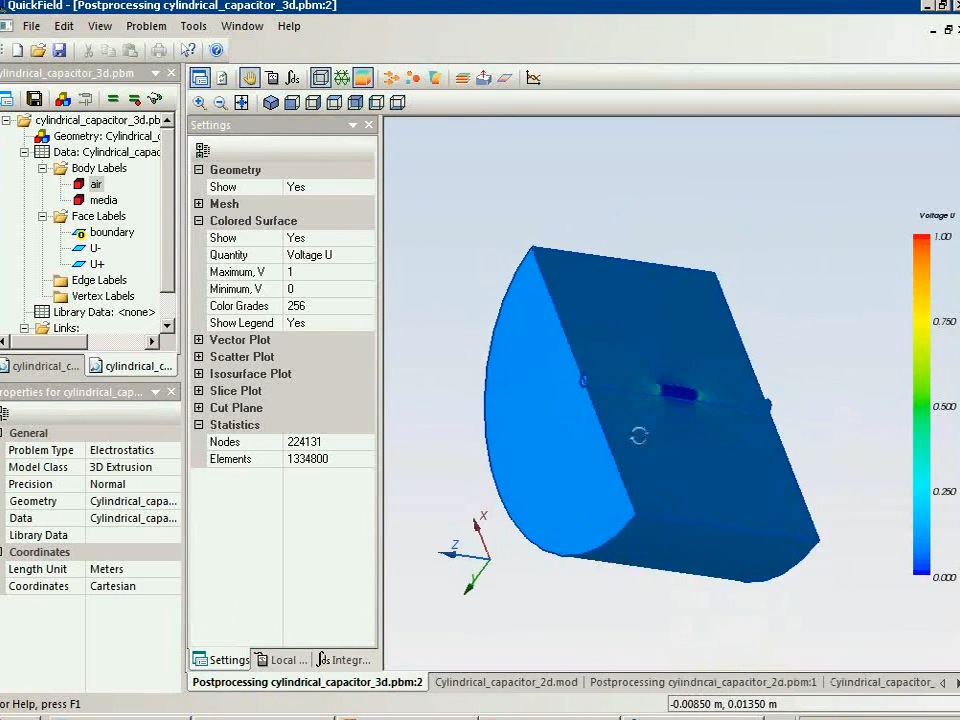 QuickField - [Postprocessing cylindrical_capacitor_3d.pbm:2]
File Edit View Problem Tools Window Help
ylindrical_capacitor_3d.pbm
cylindrical_capacitor_3d.pb
Geometry: Cylindrical_c
Data: Cylindrical_capac
Body Labels
air
media
Face Labels
boundary
U-
U+
Edge Labels
Vertex Labels
Library Data: <none>
Links:
cylindrical_c... cylindrical_c...
roperties for cylindrical_cap...
General
Problem Type Electrostatics
Model Class 3D Extrusion
Precision Normal
Geometry Cylindrical_capa...
Data Cylindrical_capa...
Library Data
Coordinates
Length Unit Meters
Coordinates Cartesian
Settings
Geometry
Show Yes
Mesh
Colored Surface
Show Yes
Quantity Voltage U
Maximum, V 1
Minimum, V 0
Color Grades 256
Show Legend Yes
Vector Plot
Scatter Plot
Isosurface Plot
Slice Plot
Cut Plane
Statistics
Nodes 224131
Elements 1334800
Settings Local ... Integr...
X
Z
Y
Voltage U
1.00
0.750
0.500
0.250
0.000
Postprocessing cylindrical_capacitor_3d.pbm:2 Cylindrical_capacitor_2d.mod Postprocessing cylindrical_capacitor_2d.pbm:1 Cylindrical_capacitor_
or Help, press F1 -0.00850 m, 0.01350 m